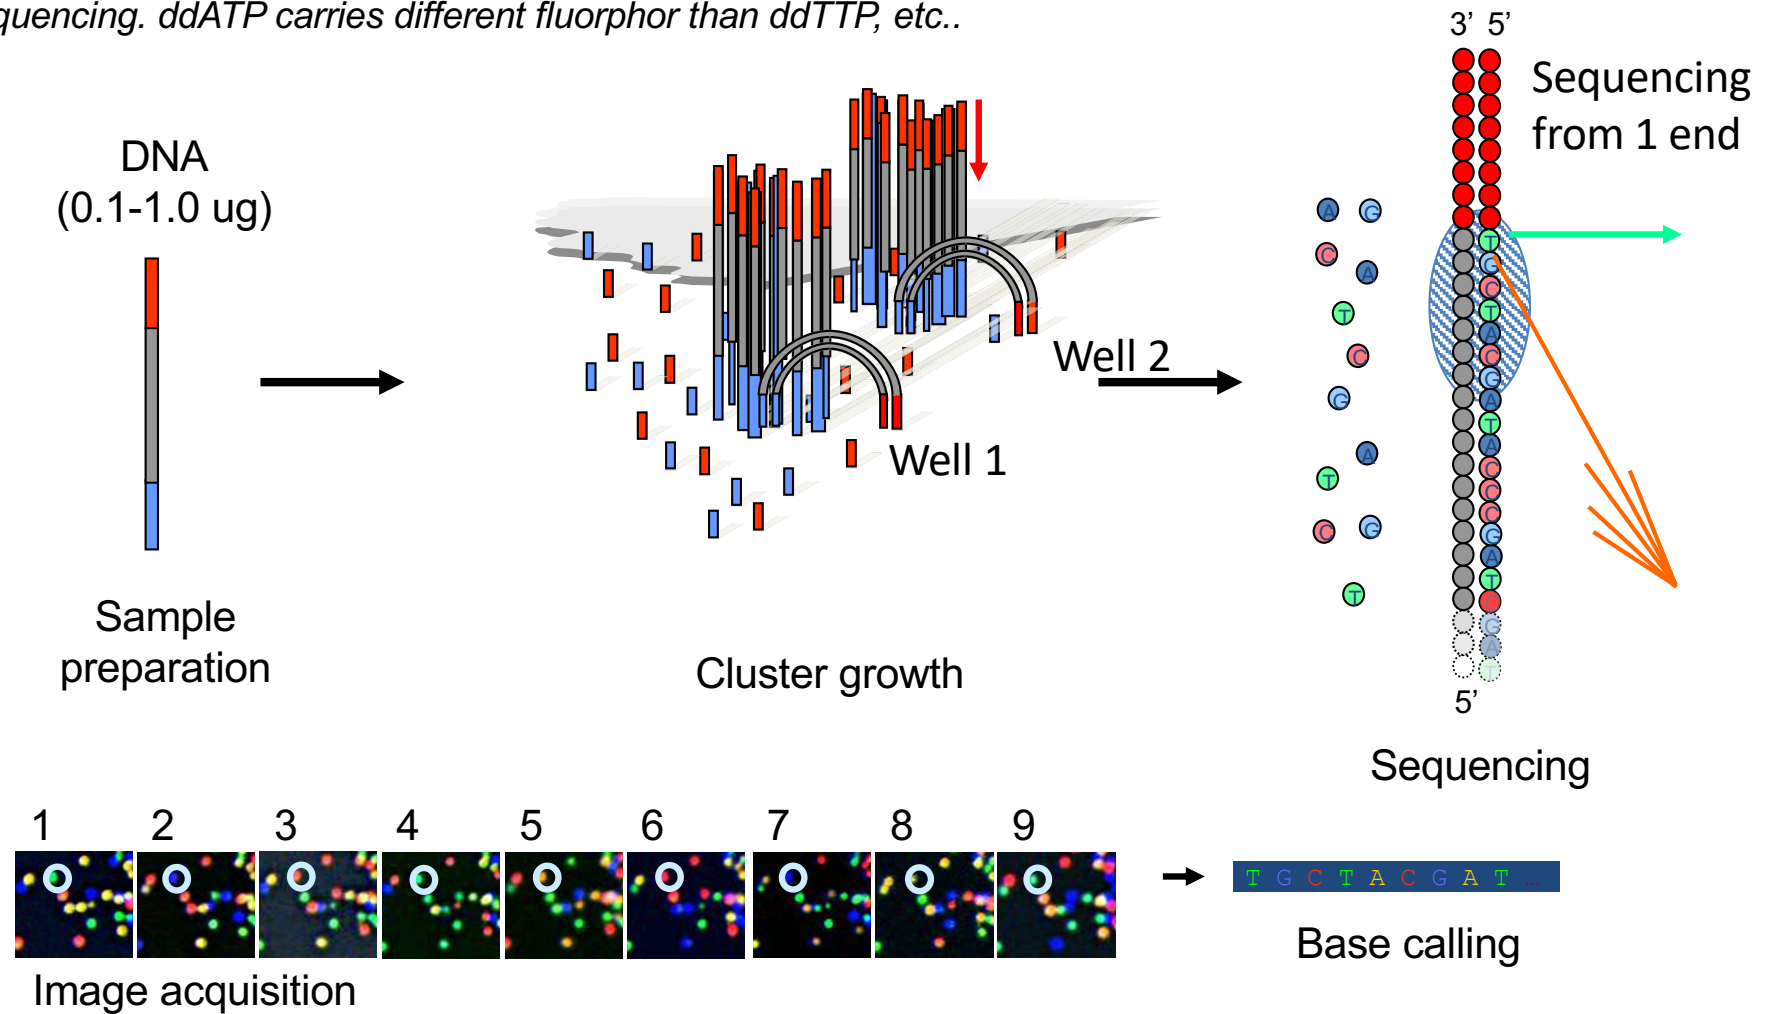 quencing. ddATP carries different fluorphor than ddTTP, etc..
3’ 5’
Sequencing
from 1 end
DNA
(0.1-1.0 ug)
A G
C
A
T
C
G
A
T
C G
T
T
G
C
T
A
C
G
A
T
A
C
C
C
G
A
T
G
A
T
5’
Well 2
Well 1
Sample
preparation
Cluster growth
Sequencing
1 2 3 4 5 6 7 8 9
T G C T A C G A T ...
Base calling
Image acquisition